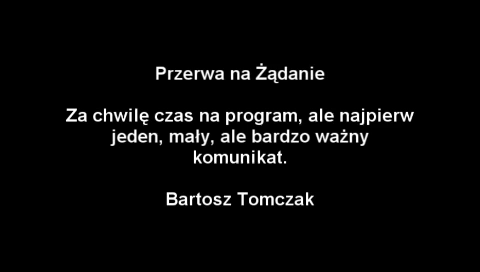 Przerwa na Żądanie
Za chwilę czas na program, ale najpierw
jeden, mały, ale bardzo ważny
komunikat.
Bartosz Tomczak